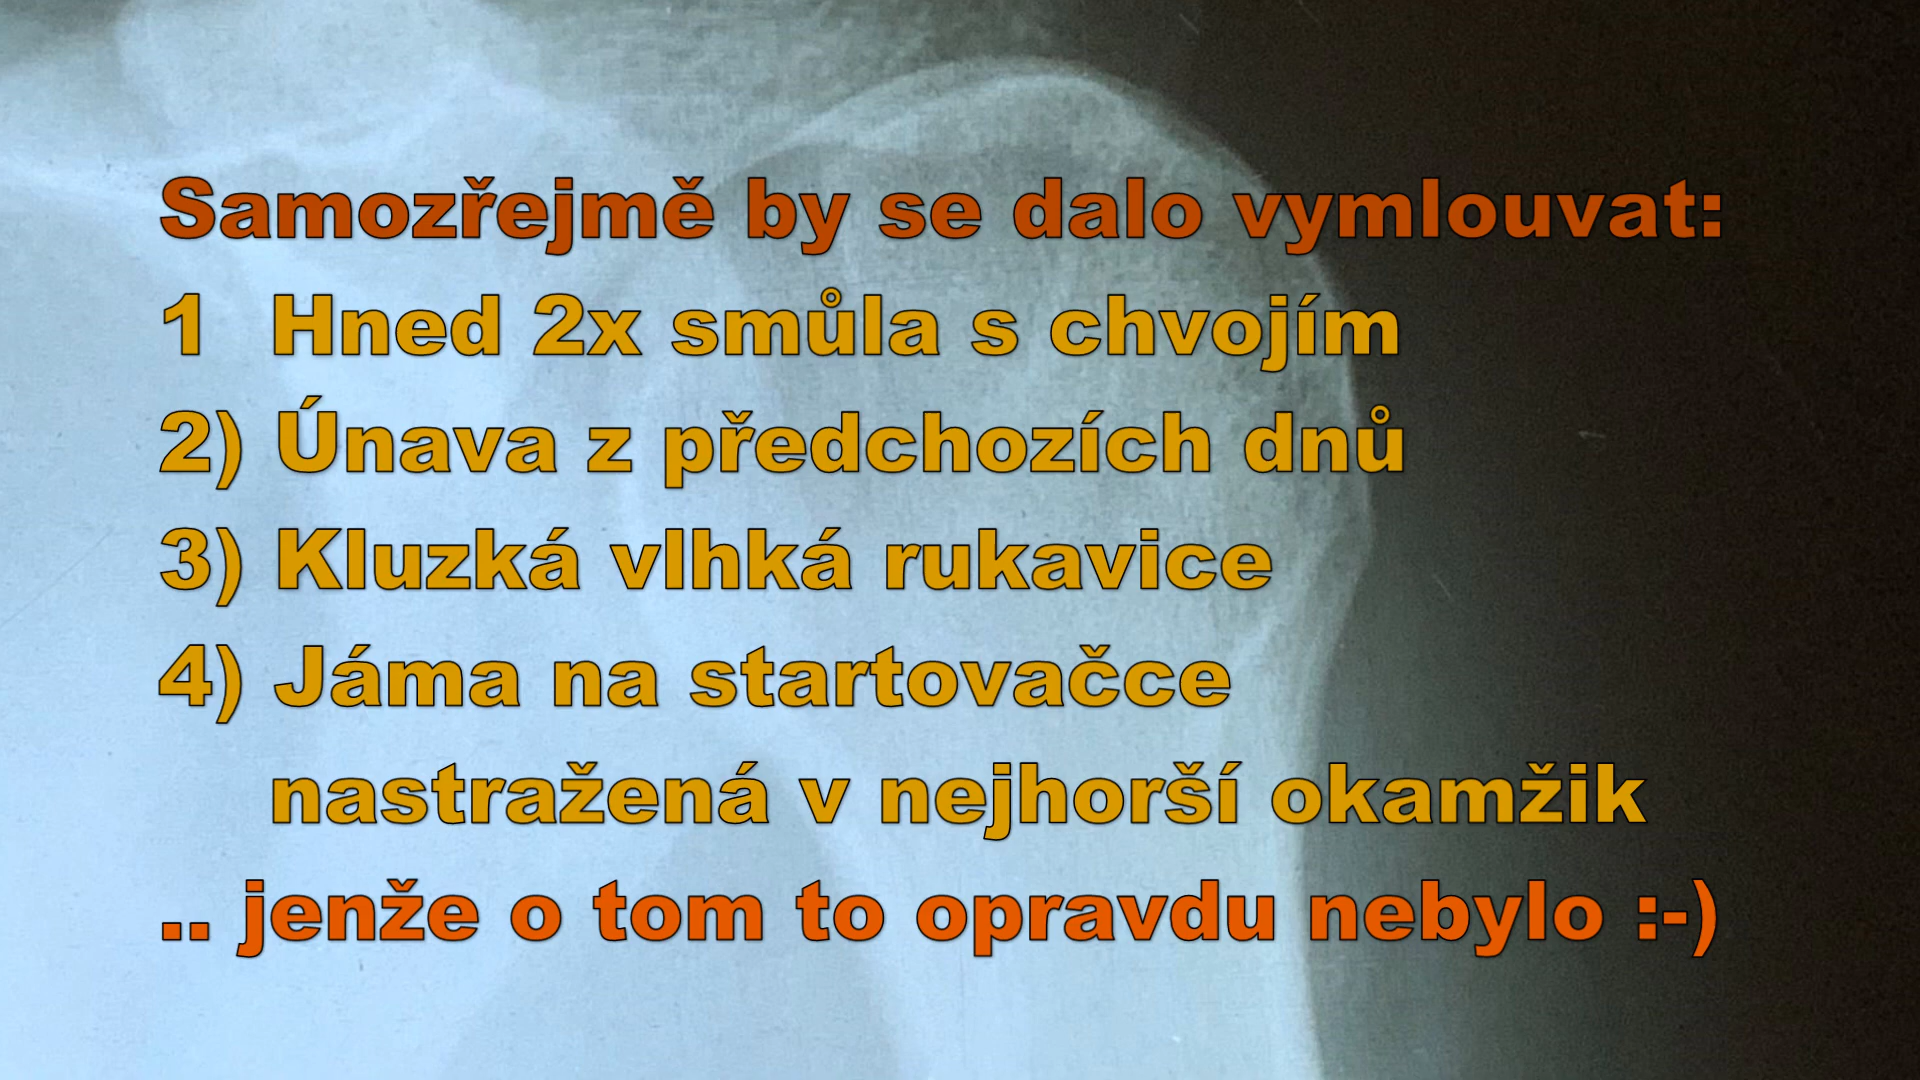 Samozřejmě by se dalo vymlouvat:
1 Hned 2x smůla s chvojím
2) Únava z předchozích dnů
3) Kluzká vlhká rukavice
4) Jáma na startovačce
nastražená v nejhorší okamžik
.. jenže o tom to opravdu nebylo :-)